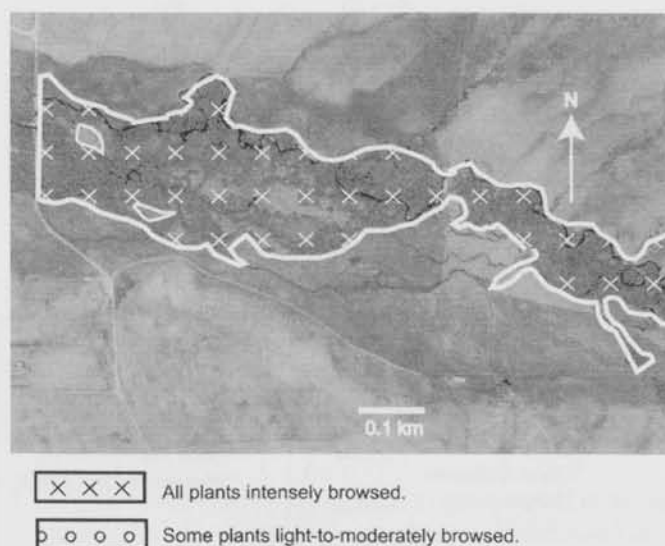 N
0.1 km
All plants intensely browsed.
Some plants light-to-moderately browsed.